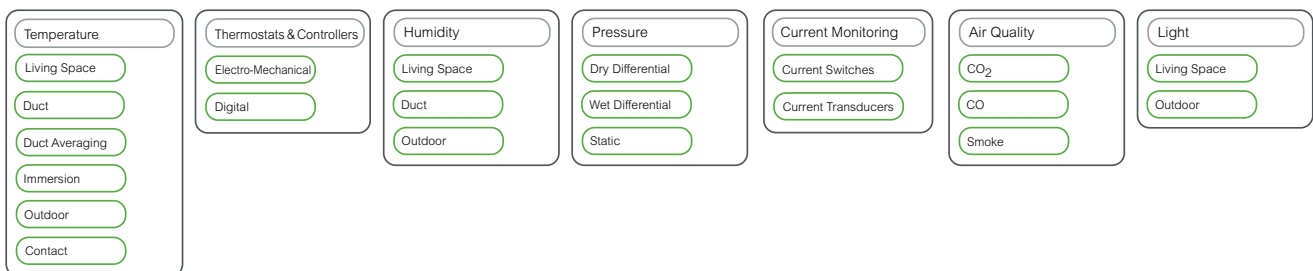 Temperature
Living Space
Duct
Duct Averaging
Immersion
Outdoor
Contact
Thermostats & Controllers
Electro-Mechanical
Digital
Humidity
Living Space
Duct
Outdoor
Pressure
Dry Differential
Wet Differential
Static
Current Monitoring
Current Switches
Current Transducers
Air Quality
CO2
CO
Smoke
Light
Living Space
Outdoor